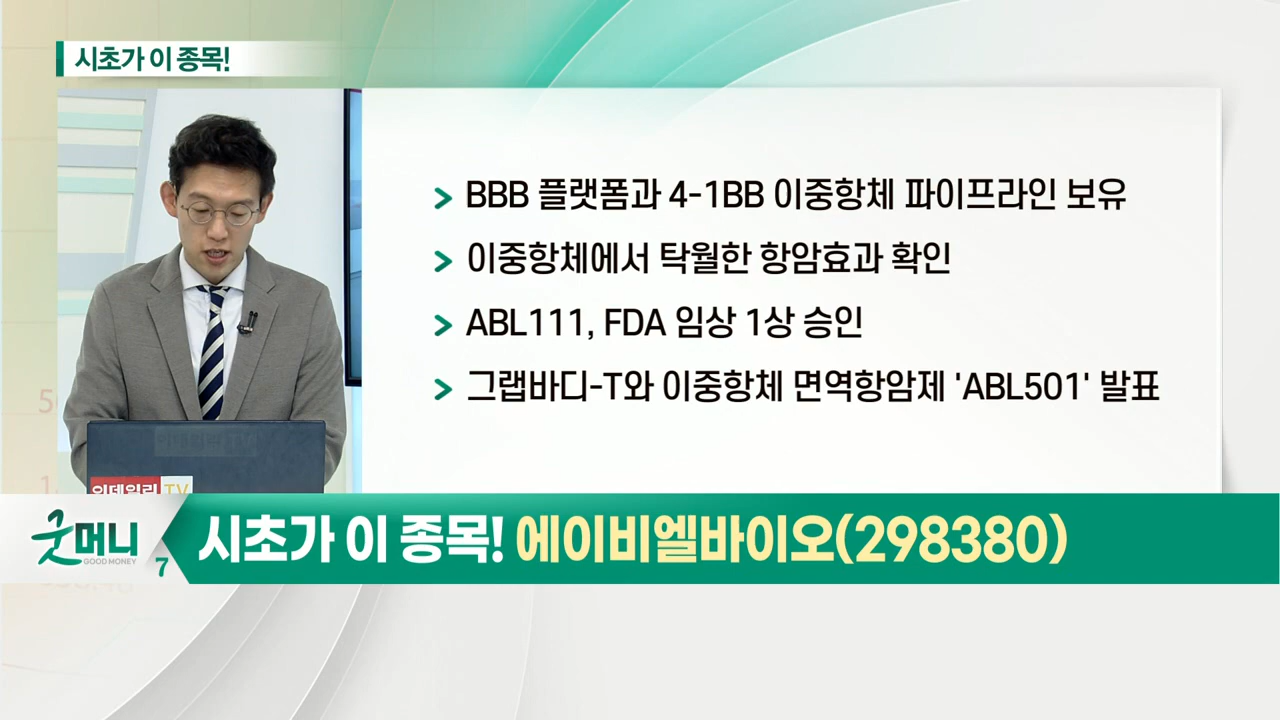 시초가 이 종목!
> BBB 플랫폼과 4-1BB 이중항체 파이프라인 보유
> 이중항체에서 탁월한 항암효과 확인
> ABL111, FDA 임상 1상 승인
> 그랩바디-T와 이중항체 면역항암제 'ABL501' 발표
이데일리 TV
굿머니
GOOD MONEY
7
시초가 이 종목! 에이비엘바이오(298380)